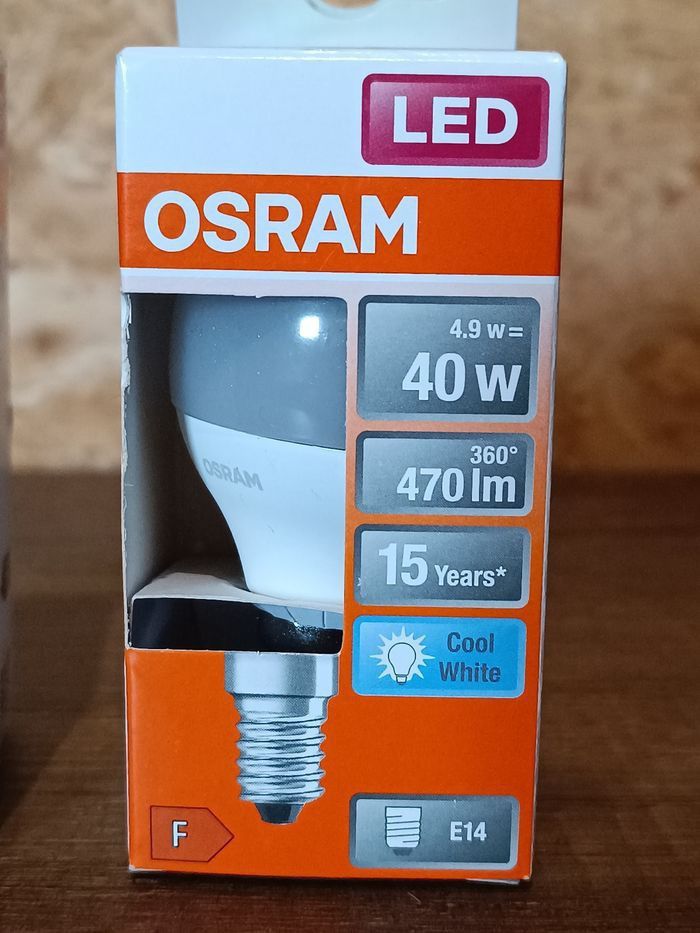 LED
OSRAM
4.9 w=
40 w
OSRAM
360°
470 lm
15 Years*
Cool
White
F
E14